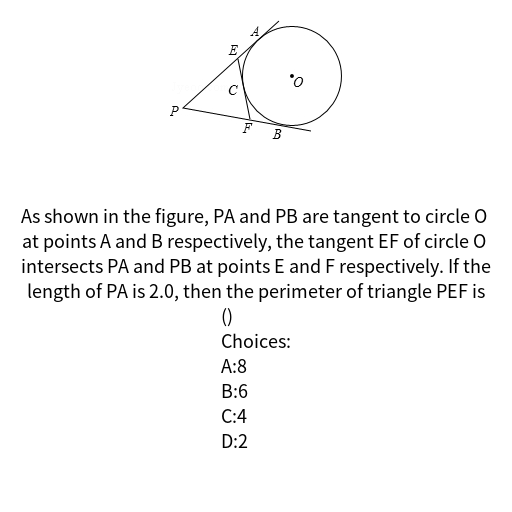 A
E
O
C
P
F
B
As shown in the figure, PA and PB are tangent to circle O
at points A and B respectively, the tangent EF of circle O
intersects PA and PB at points E and F respectively. If the
length of PA is 2.0, then the perimeter of triangle PEF is
()
Choices:
A:8
B:6
C:4
D:2